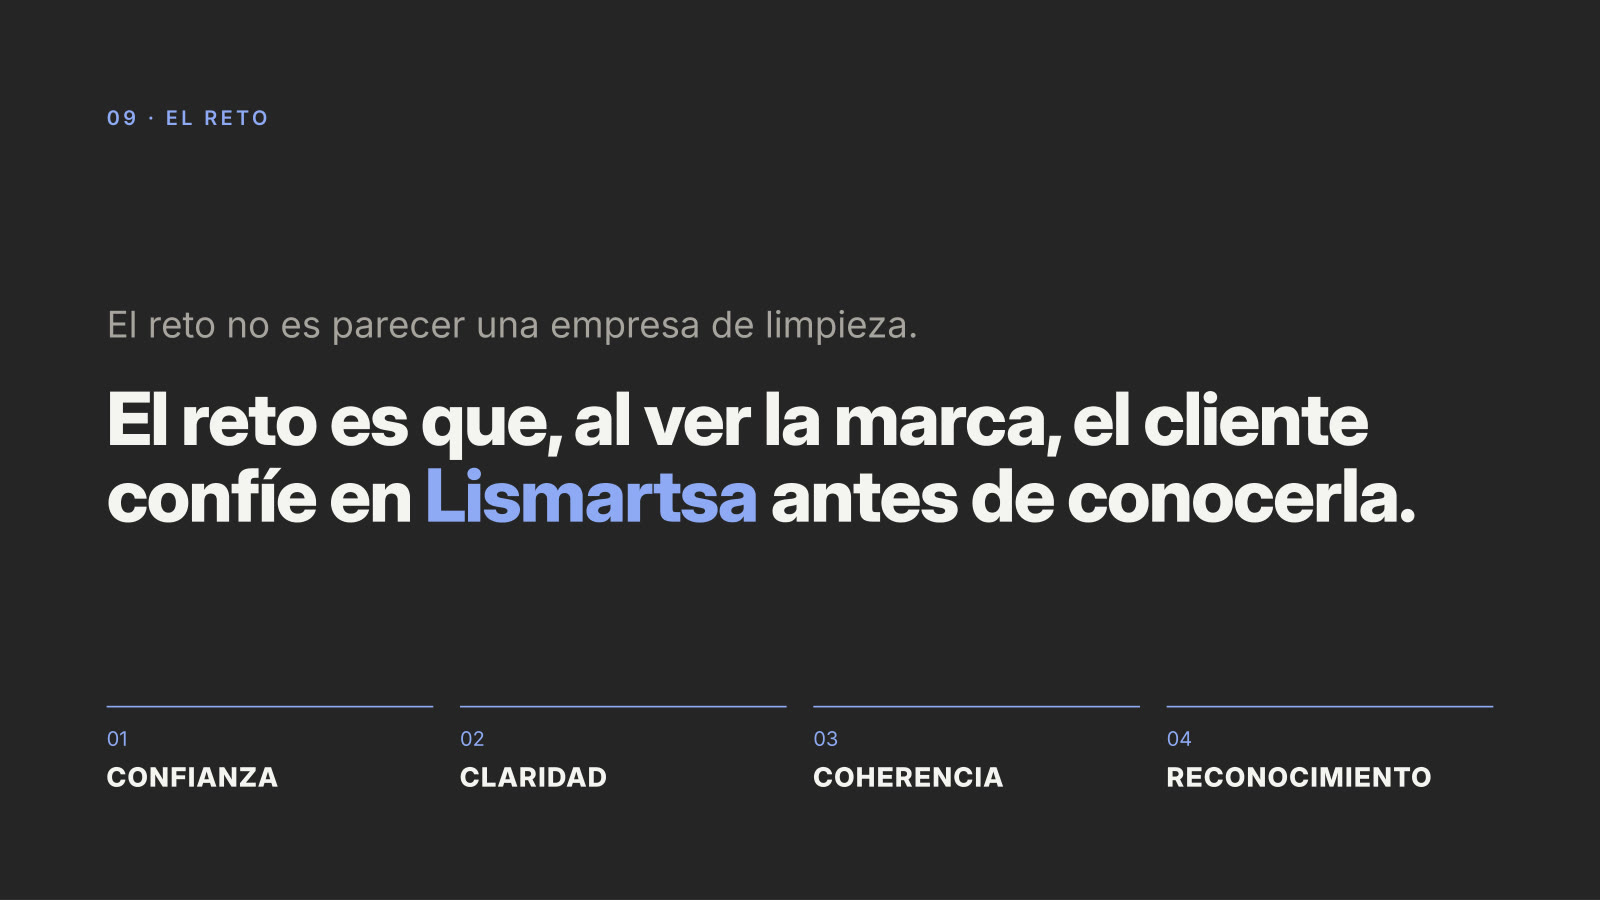 09 · EL RETO
El reto no es parecer una empresa de limpieza.
El reto es que, al ver la marca, el cliente
confíe en Lismartsa antes de conocerla.
01
CONFIANZA
02
CLARIDAD
03
COHERENCIA
04
RECONOCIMIENTO